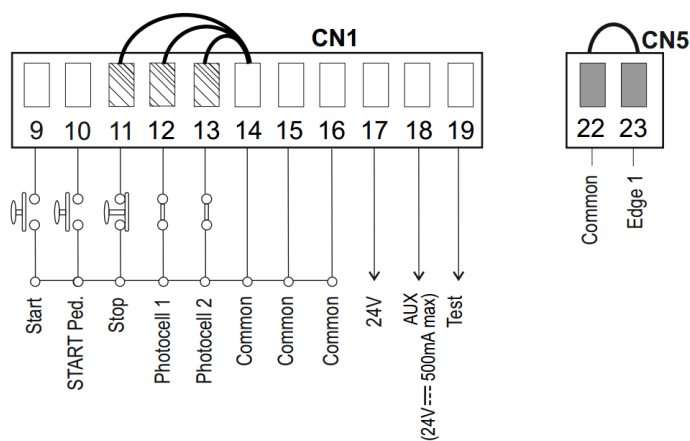 CN1
CN5
9 10 11 12 13 14 15 16 17 18 19
22 23
Start
START Ped.
Stop
Photocell 1
Photocell 2
Common
Common
Common
24V
AUX
(24V⎓ 500mA max)
Test
Common
Edge 1